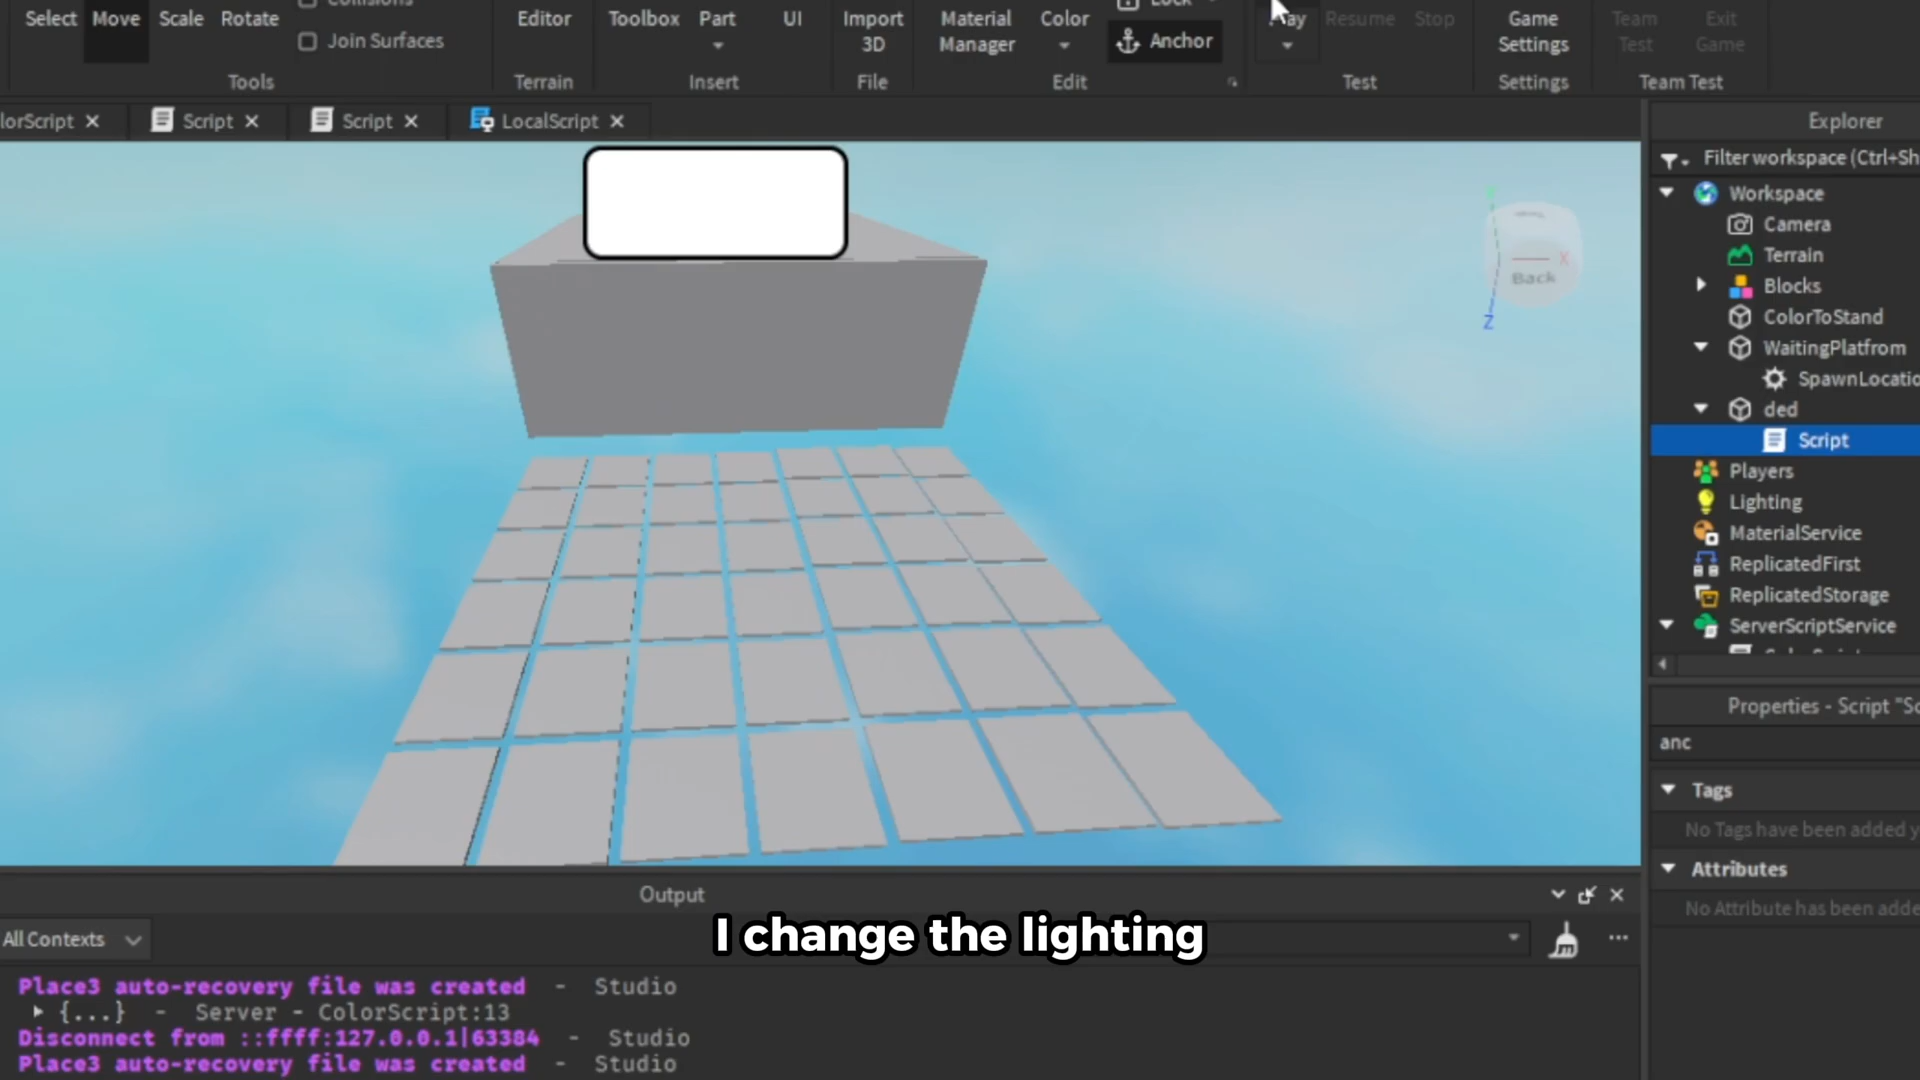 Select Move Scale Rotate
Collisions
Join Surfaces
Tools
Editor
Terrain
Toolbox Part UI
Insert
Import
3D
File
Material
Manager
Color
Lock
Anchor
Edit
Resume Stop
Test
Game
Settings
Settings
Team
Test
Exit
Game
Team Test
lorScript
Script
Script
LocalScript
Explorer
Filter workspace (Ctrl+Sh
Workspace
Camera
Terrain
Blocks
ColorToStand
WaitingPlatfrom
SpawnLocatio
ded
Script
Players
Lighting
MaterialService
ReplicatedFirst
ReplicatedStorage
ServerScriptService
X
Back
Z
Properties - Script "Sc
anc
Tags
No Tags have been added y
Attributes
No Attribute has been adde
Output
All Contexts
I change the lighting
Place3 auto-recovery file was created - Studio
{...} - Server - ColorScript:13
Disconnect from ::ffff:127.0.0.1|63384 - Studio
Place3 auto-recovery file was created - Studio